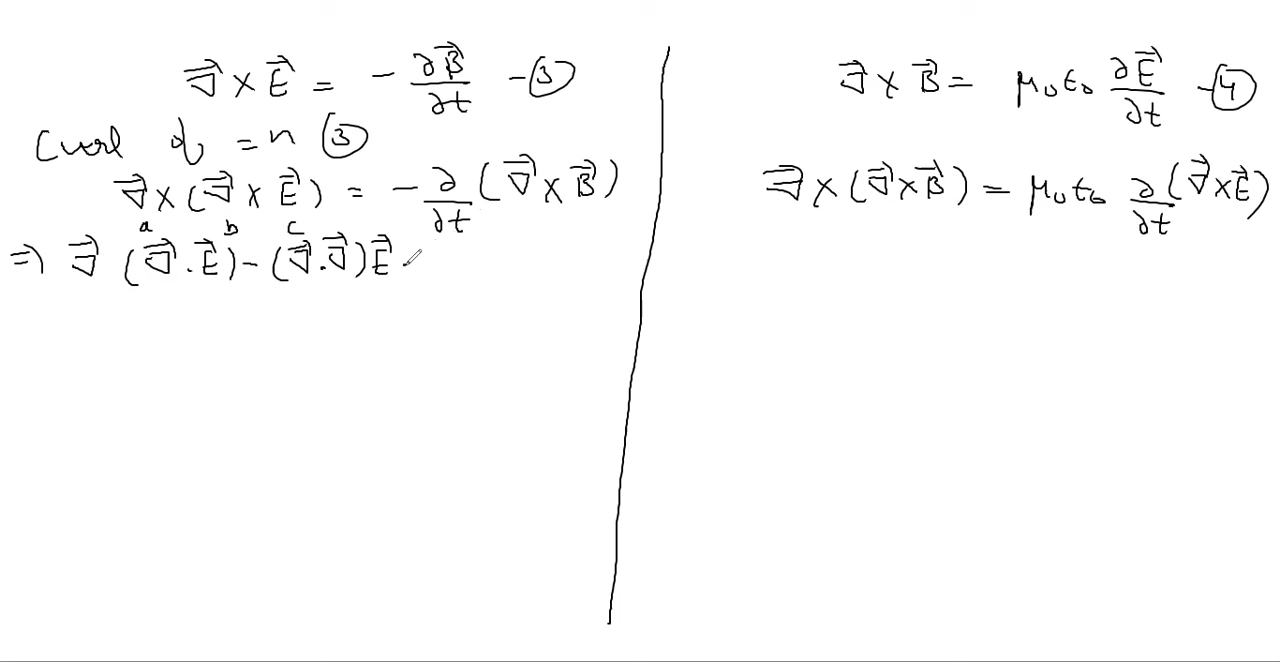 ∇⃗ × E⃗ = - ∂B⃗/∂t - ③
Curl of =n ③
∇⃗ × (∇⃗ × E⃗) = - ∂/∂t (∇⃗ × B⃗)
a b c
⇒ ∇⃗ (∇⃗ . E⃗) - (∇⃗ . ∇⃗) E⃗
∇⃗ × B⃗ = μ₀ε₀ ∂E⃗/∂t - ④
∇⃗ × (∇⃗ × B⃗) = μ₀ε₀ ∂/∂t (∇⃗ × E⃗)